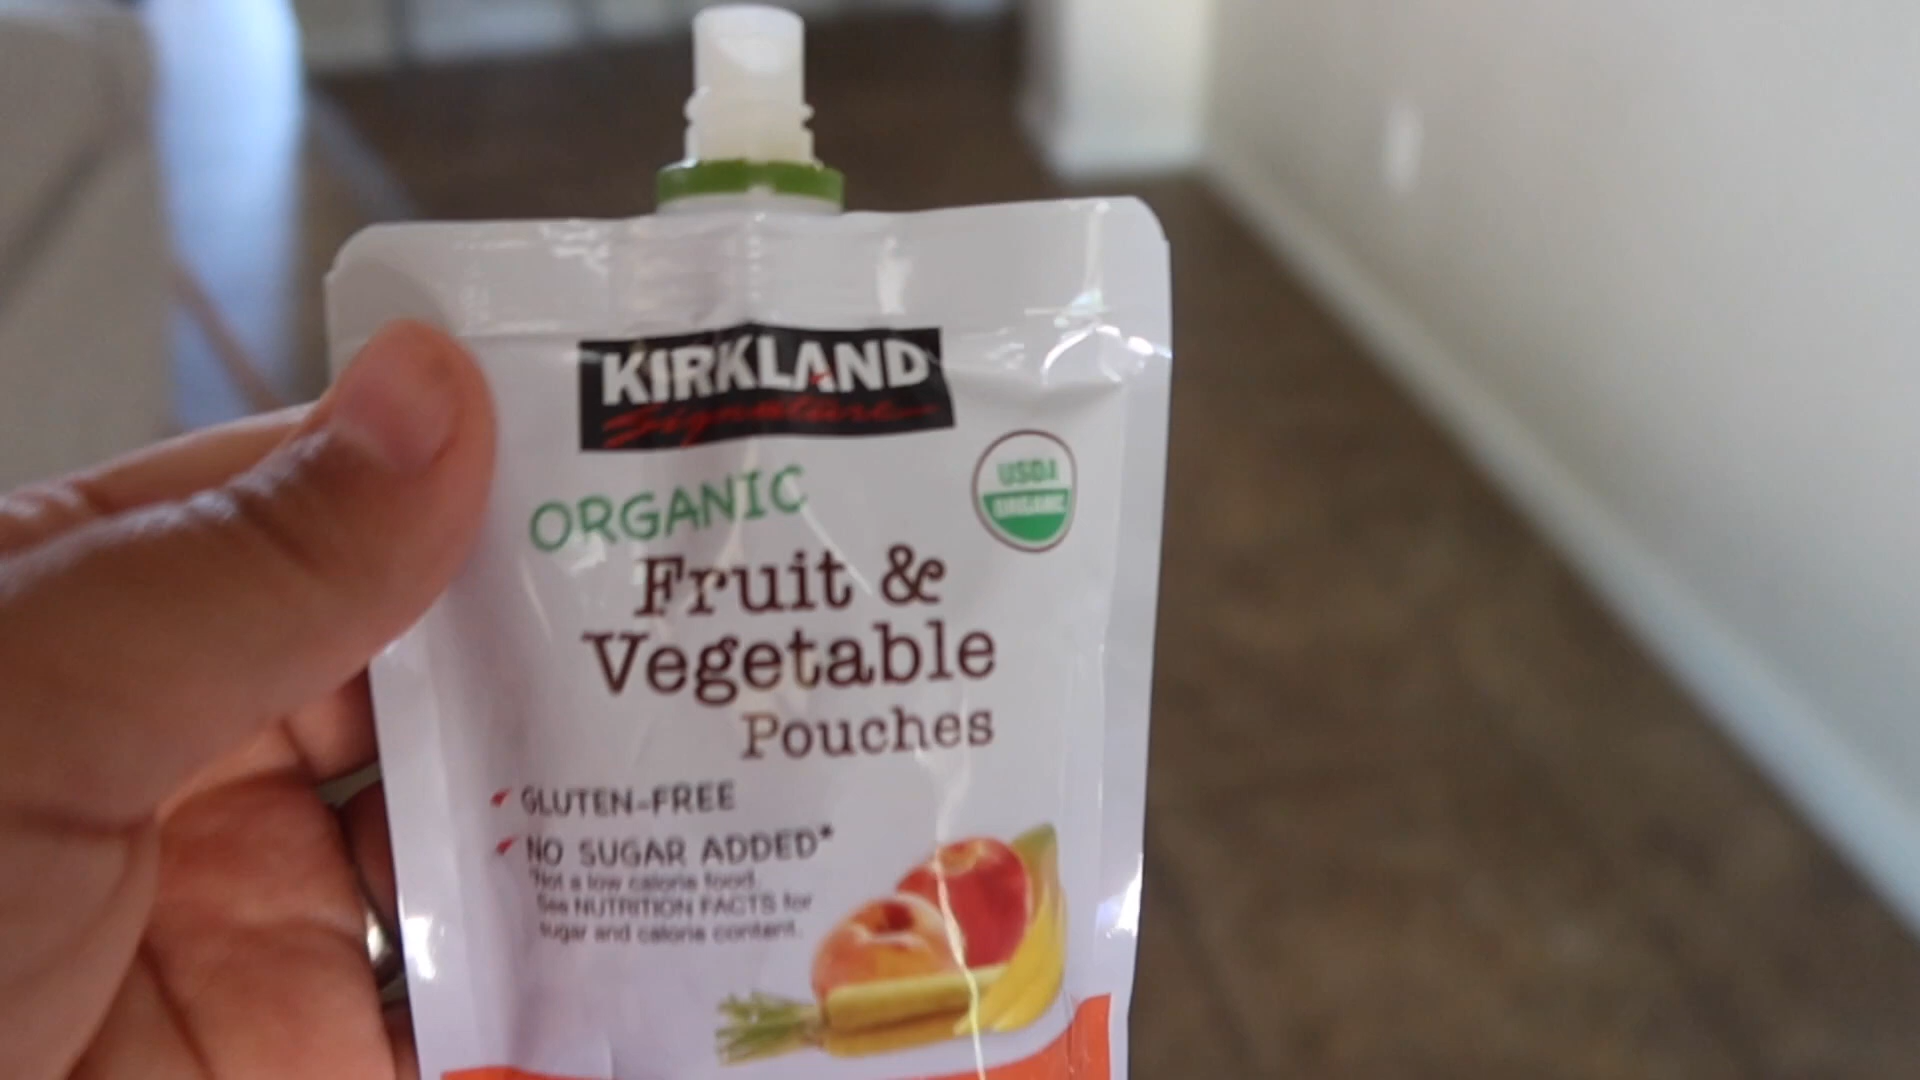 KIRKLAND
Signature
ORGANIC
USDA
ORGANIC
Fruit &
Vegetable
Pouches
GLUTEN-FREE
NO SUGAR ADDED*
*Not a low calorie food.
See NUTRITION FACTS for
sugar and calorie content.